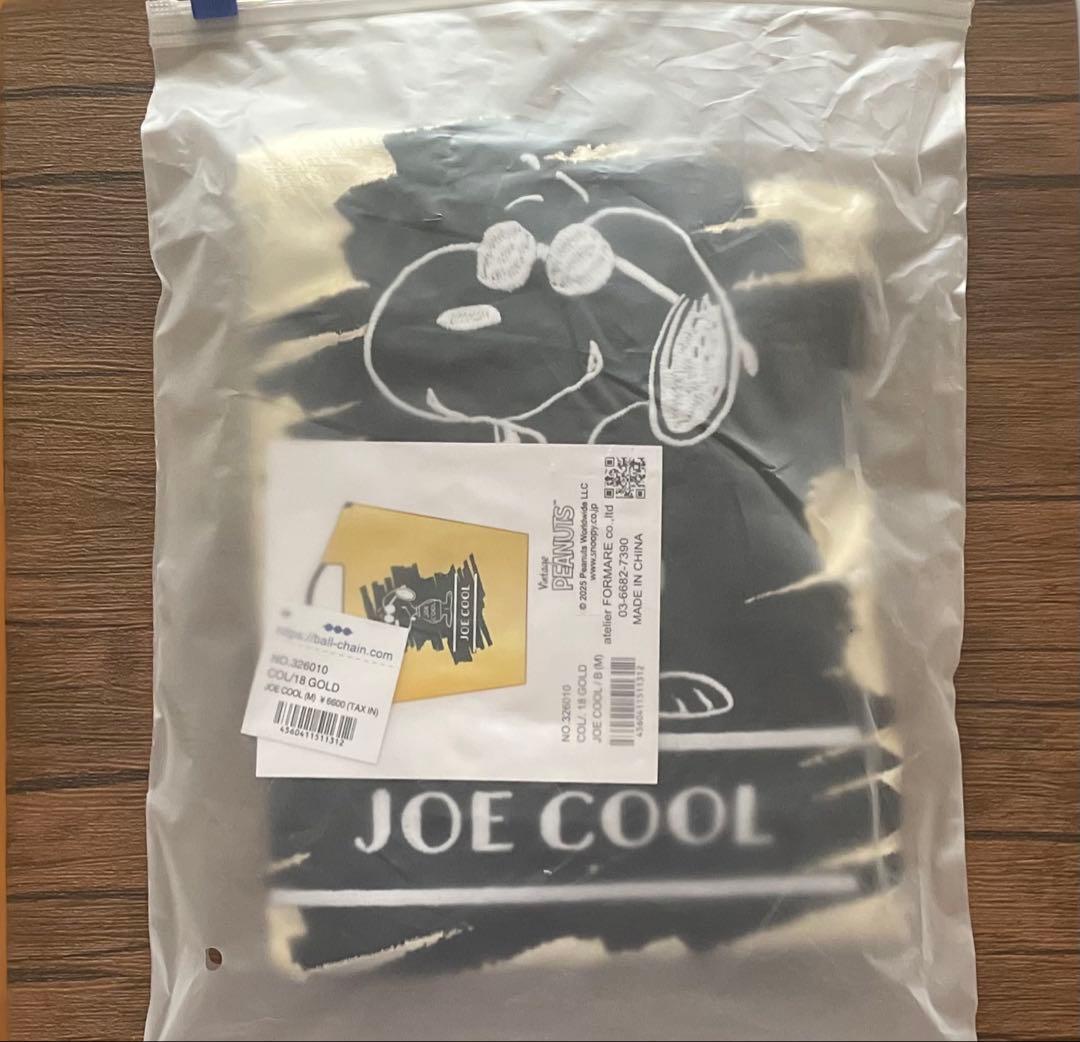 Vintage
PEANUTS™
© 2025 Peanuts Worldwide LLC
www.snoopy.co.jp
atelier FORMARE co.,ltd
03-6682-7390
MADE IN CHINA
NO.326010
COL/. 18 GOLD
JOE COOL / B (M)
4560411511312
JOE COOL
https://ball-chain.com
NO.326010
COL/18 GOLD
JOE COOL (M) ￥6600 (TAX IN)
4560411511312
JOE COOL